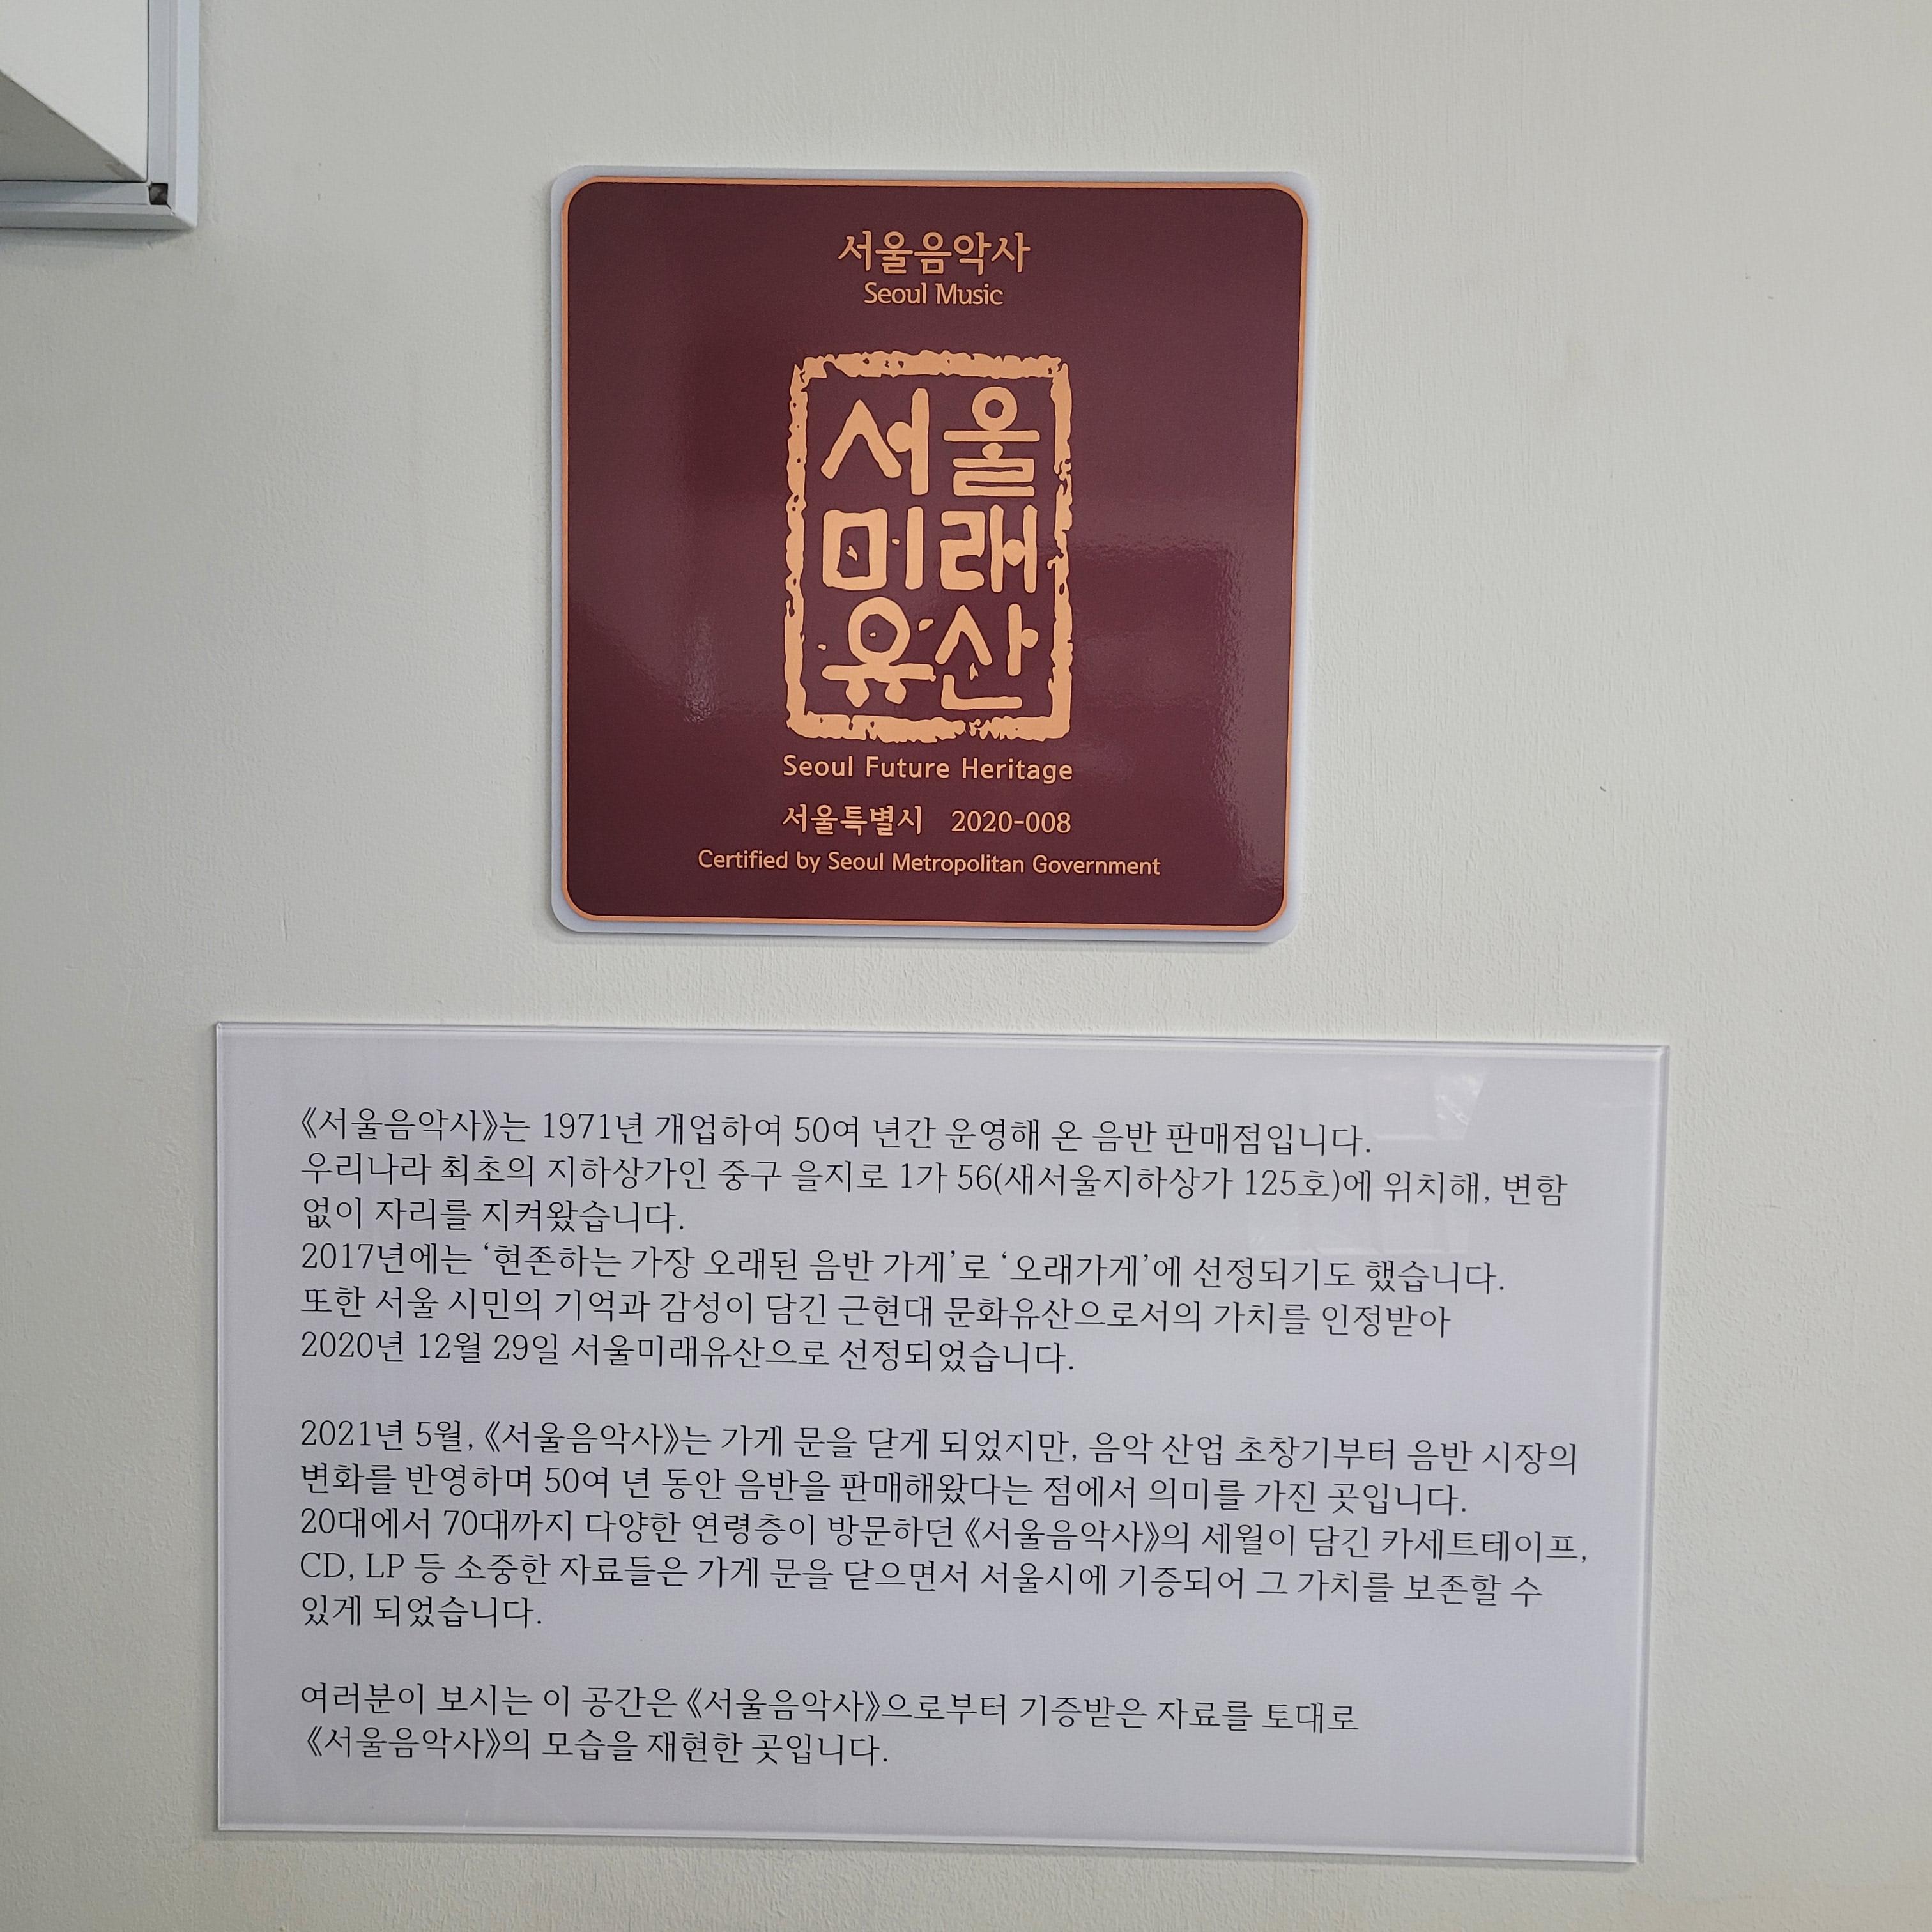 서울음악사
Seoul Music
서울
미래
유산
Seoul Future Heritage
서울특별시 2020-008
Certified by Seoul Metropolitan Government
《서울음악사》는 1971년 개업하여 50여 년간 운영해 온 음반 판매점입니다.
우리나라 최초의 지하상가인 중구 을지로 1가 56(새서울지하상가 125호)에 위치해, 변함
없이 자리를 지켜왔습니다.
2017년에는 ‘현존하는 가장 오래된 음반 가게’로 ‘오래가게’에 선정되기도 했습니다.
또한 서울 시민의 기억과 감성이 담긴 근현대 문화유산으로서의 가치를 인정받아
2020년 12월 29일 서울미래유산으로 선정되었습니다.
2021년 5월, 《서울음악사》는 가게 문을 닫게 되었지만, 음악 산업 초창기부터 음반 시장의
변화를 반영하며 50여 년 동안 음반을 판매해왔다는 점에서 의미를 가진 곳입니다.
20대에서 70대까지 다양한 연령층이 방문하던 《서울음악사》의 세월이 담긴 카세트테이프,
CD, LP 등 소중한 자료들은 가게 문을 닫으면서 서울시에 기증되어 그 가치를 보존할 수
있게 되었습니다.
여러분이 보시는 이 공간은 《서울음악사》으로부터 기증받은 자료를 토대로
《서울음악사》의 모습을 재현한 곳입니다.